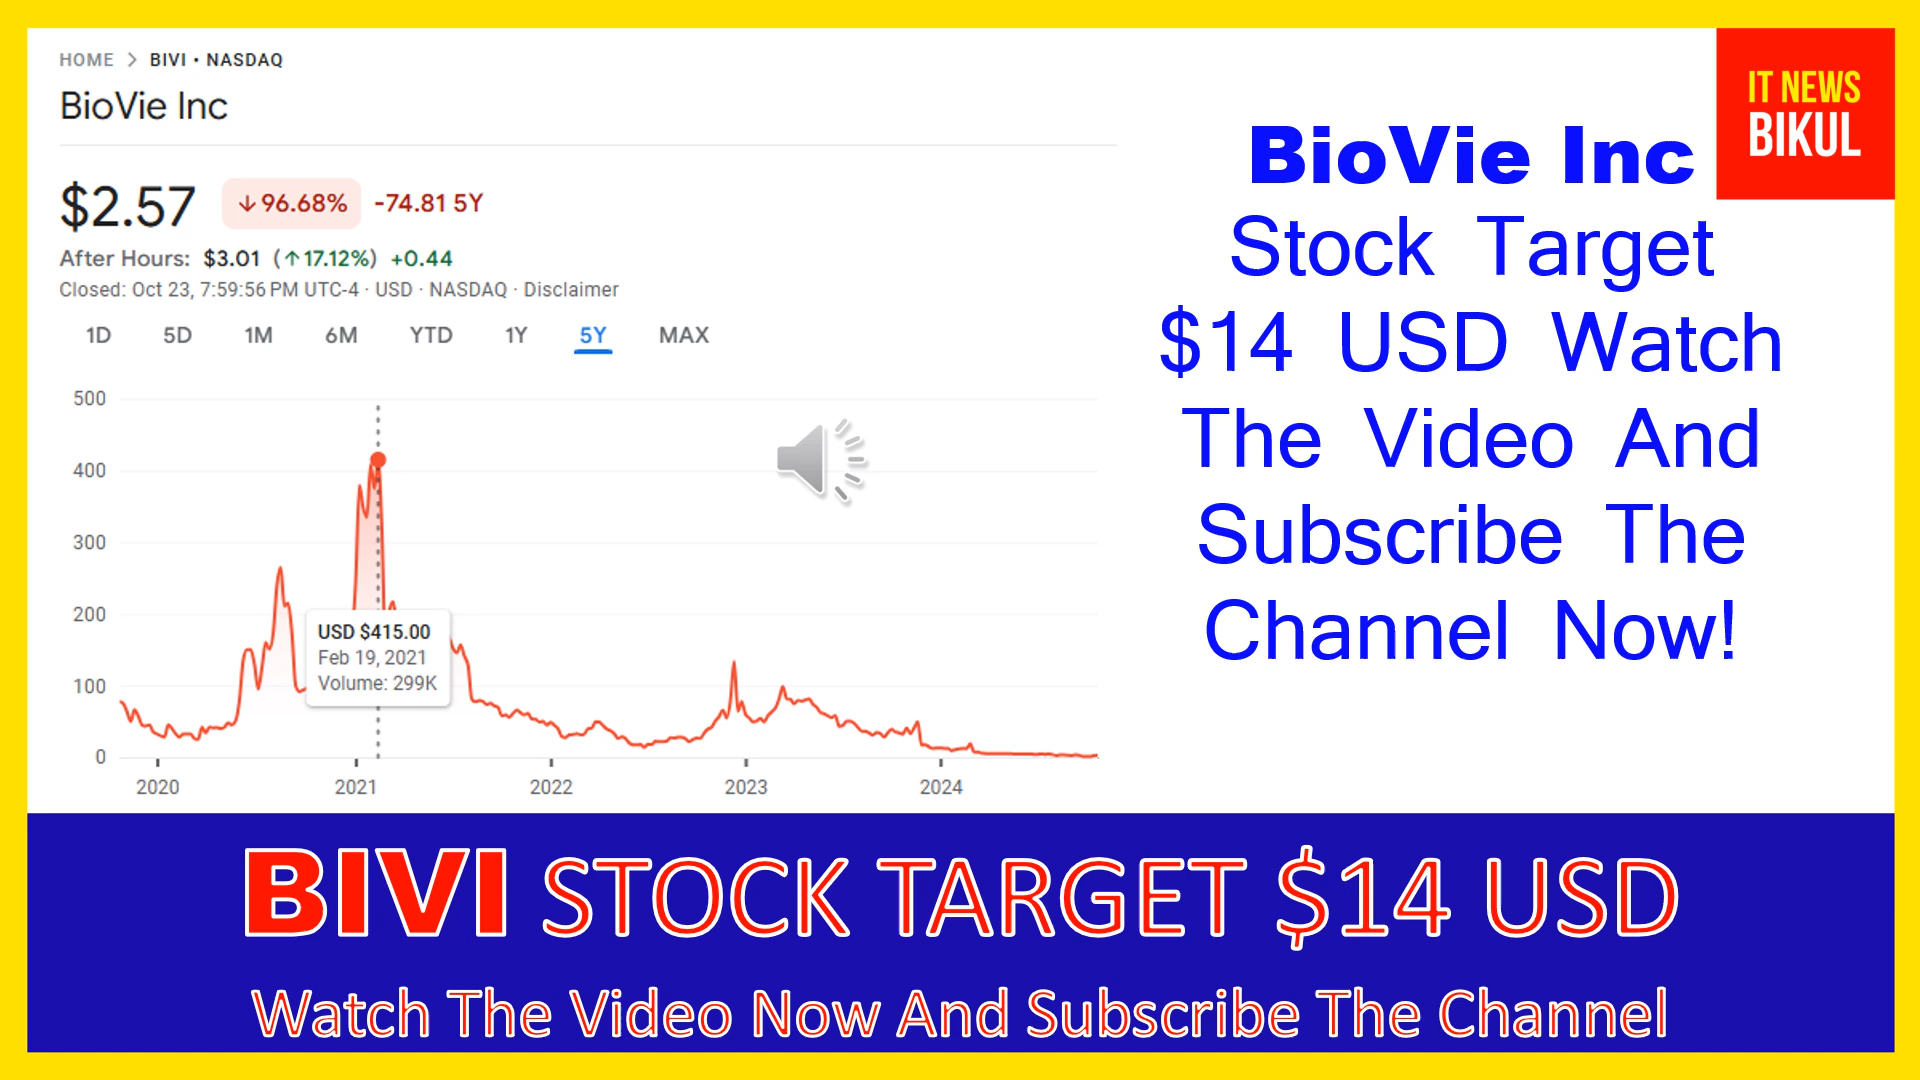 HOME > BIVI • NASDAQ
BioVie Inc
$2.57 ↓96.68% -74.81 5Y
After Hours: $3.01 (↑17.12%) +0.44
Closed: Oct 23, 7:59:56 PM UTC-4 · USD · NASDAQ · Disclaimer
1D 5D 1M 6M YTD 1Y 5Y MAX
500
400
300
200
100
0
USD $415.00
Feb 19, 2021
Volume: 299K
2020 2021 2022 2023 2024
IT NEWS
BIKUL
BioVie Inc
Stock Target
$14 USD Watch
The Video And
Subscribe The
Channel Now!
BIVI STOCK TARGET $14 USD
Watch The Video Now And Subscribe The Channel